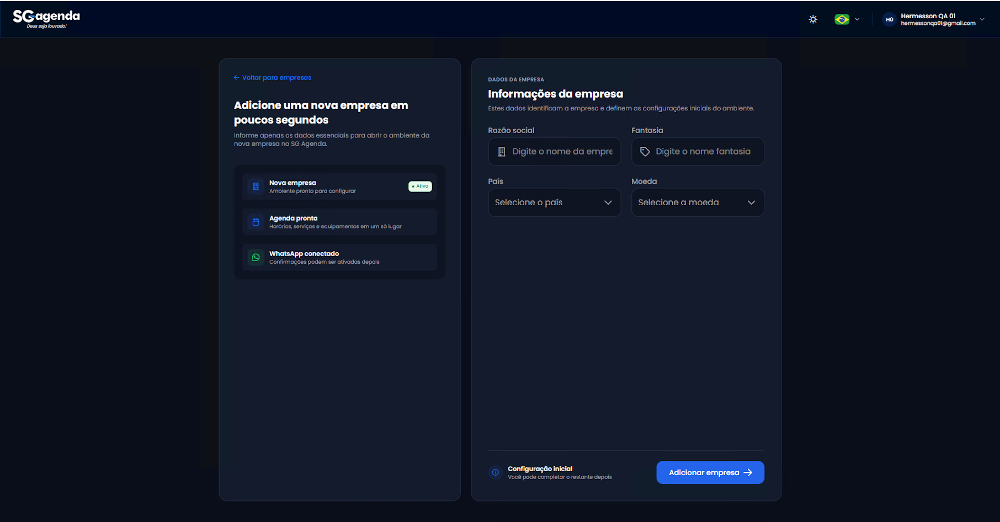 SGagenda
Deus seja louvado!
HO
Hermesson QA 01
hermessonqa01@gmail.com
← Voltar para empresas
Adicione uma nova empresa em
poucos segundos
Informe apenas os dados essenciais para abrir o ambiente da
nova empresa no SG Agenda.
Nova empresa
Ambiente pronto para configurar
Ativo
Agenda pronta
Horários, serviços e equipamentos em um só lugar
WhatsApp conectado
Confirmações podem ser ativadas depois
DADOS DA EMPRESA
Informações da empresa
Estes dados identificam a empresa e definem as configurações iniciais do ambiente.
Razão social
Fantasia
Digite o nome da empre
Digite o nome fantasia
País
Moeda
Selecione o país
Selecione a moeda
Configuração inicial
Você pode completar o restante depois
Adicionar empresa →